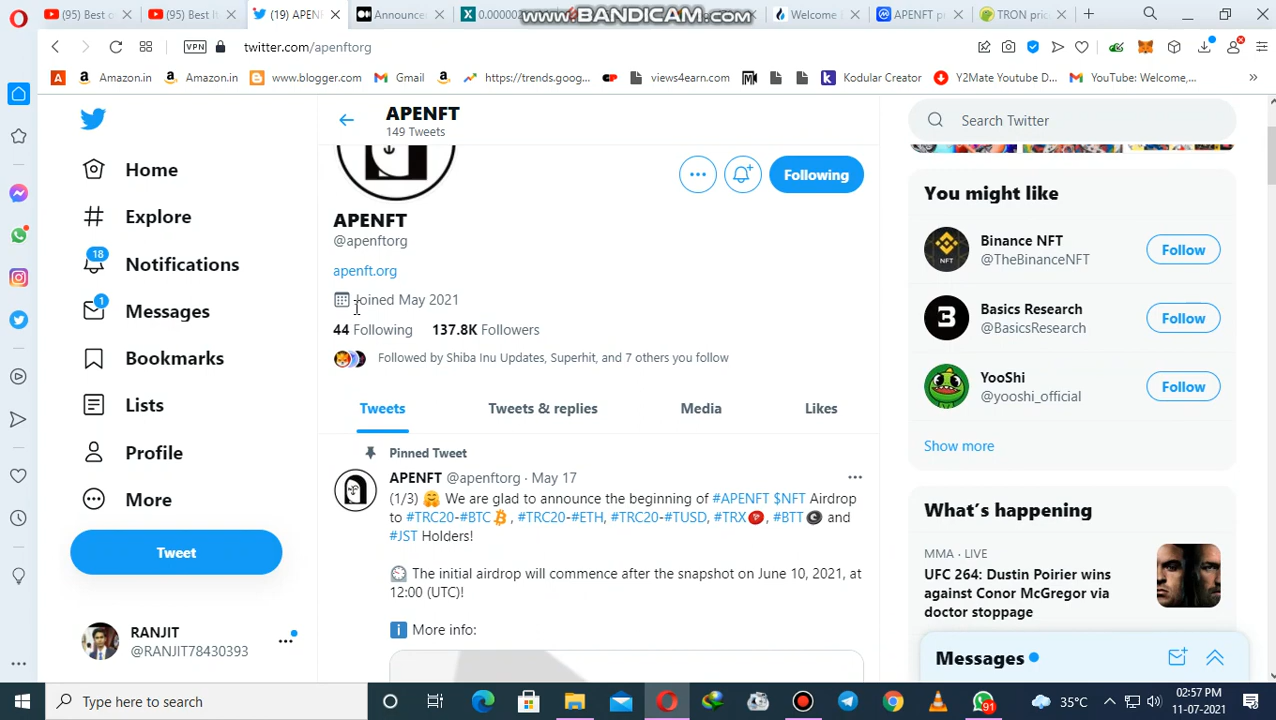 (95) Best o
(95) Best It
(19) APEN
Announce
0.00000
Welcome
APENFT pr
TRON pric
www.BANDICAM.com
VPN
twitter.com/apenftorg
Amazon.in
Amazon.in
www.blogger.com
Gmail
https://trends.goog...
views4earn.com
Kodular Creator
Y2Mate Youtube D...
YouTube: Welcome,...
Home
Explore
18
Notifications
1
Messages
Bookmarks
Lists
Profile
More
Tweet
RANJIT
@RANJIT78430393
APENFT
149 Tweets
Following
APENFT
@apenftorg
apenft.org
Joined May 2021
44 Following 137.8K Followers
Followed by Shiba Inu Updates, Superhit, and 7 others you follow
Tweets
Tweets & replies
Media
Likes
Pinned Tweet
APENFT @apenftorg · May 17
(1/3) 🤗 We are glad to announce the beginning of #APENFT $NFT Airdrop
to #TRC20-#BTC, #TRC20-#ETH, #TRC20-#TUSD, #TRX, #BTT and
#JST Holders!
The initial airdrop will commence after the snapshot on June 10, 2021, at
12:00 (UTC)!
ℹ️ More info:
Search Twitter
You might like
Binance NFT
@TheBinanceNFT
Follow
NFT
Basics Research
@BasicsResearch
Follow
3
YooShi
@yooshi_official
Follow
Show more
What's happening
MMA · LIVE
UFC 264: Dustin Poirier wins
against Conor McGregor via
doctor stoppage
Messages
Type here to search
91
35°C
02:57 PM
11-07-2021